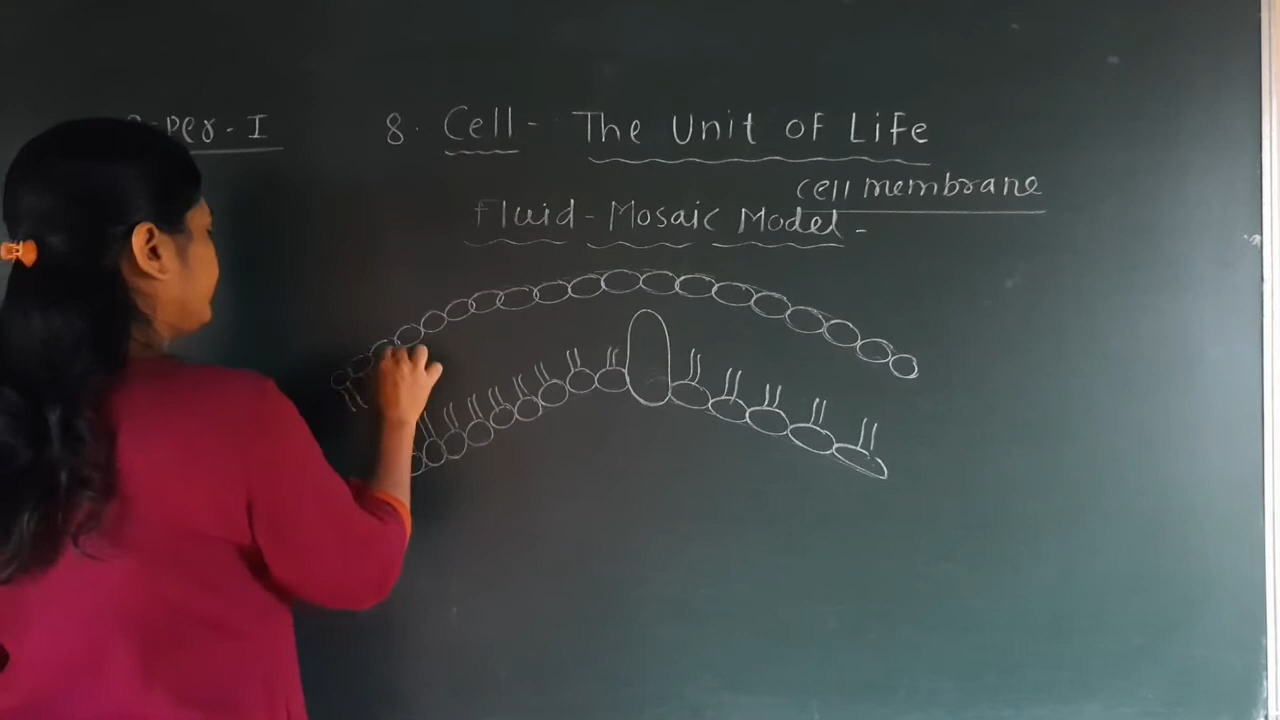 per - I
8. Cell - The Unit of Life
cell membrane
Fluid - Mosaic Model -